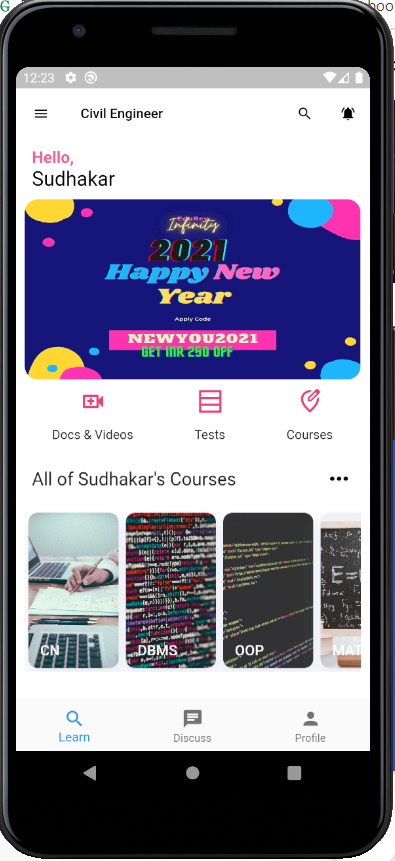 12:23
Civil Engineer
Hello,
Sudhakar
Infinity
2021
Happy New
Year
Apply Code
NEWYOU2021
GET INR 250 OFF
Docs & Videos
Tests
Courses
All of Sudhakar's Courses
CN
DBMS
OOP
MAT
Learn
Discuss
Profile